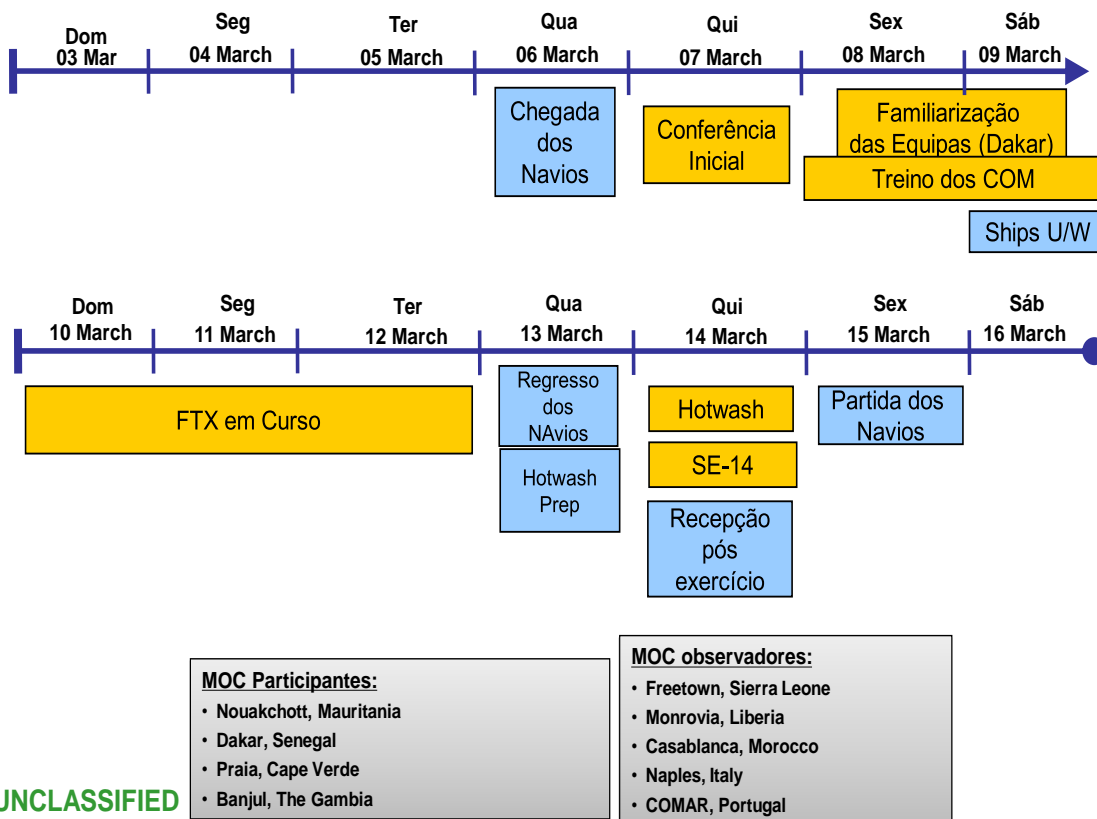 Dom
03 Mar
Seg
04 March
Ter
05 March
Qua
06 March
Qui
07 March
Sex
08 March
Sáb
09 March
Chegada
dos
Navios
Conferência
Inicial
Familiarização
das Equipas (Dakar)
Treino dos COM
Ships U/W
Dom
10 March
Seg
11 March
Ter
12 March
Qua
13 March
Qui
14 March
Sex
15 March
Sáb
16 March
FTX em Curso
Regresso
dos
NAvios
Hotwash
Prep
Hotwash
SE-14
Recepção
pós
exercício
Partida dos
Navios
MOC Participantes:
• Nouakchott, Mauritania
• Dakar, Senegal
• Praia, Cape Verde
• Banjul, The Gambia
MOC observadores:
• Freetown, Sierra Leone
• Monrovia, Liberia
• Casablanca, Morocco
• Naples, Italy
• COMAR, Portugal
UNCLASSIFIED